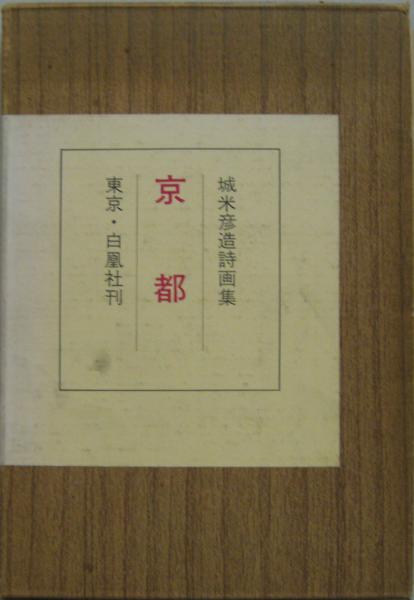 城米彦造詩画集
京都
東京・白凰社刊